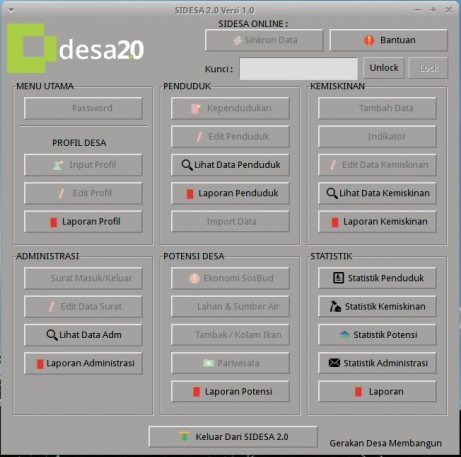 SIDESA 2.0 Versi 1.0
desa2.0
SIDESA ONLINE :
Sinkron Data
Bantuan
Kunci :
Unlock
Lock
MENU UTAMA
Password
PROFIL DESA
Input Profil
Edit Profil
Laporan Profil
PENDUDUK
Kependudukan
Edit Penduduk
Lihat Data Penduduk
Laporan Penduduk
Import Data
KEMISKINAN
Tambah Data
Indikator
Edit Data Kemiskinan
Lihat Data Kemiskinan
Laporan Kemiskinan
ADMINISTRASI
Surat Masuk/Keluar
Edit Data Surat
Lihat Data Adm
Laporan Administrasi
POTENSI DESA
Ekonomi SosBud
Lahan & Sumber Air
Tambak / Kolam Ikan
Pariwisata
Laporan Potensi
STATISTIK
Statistik Penduduk
Statistik Kemiskinan
Statistik Potensi
Statistik Administrasi
Laporan
Keluar Dari SIDESA 2.0
Gerakan Desa Membangun